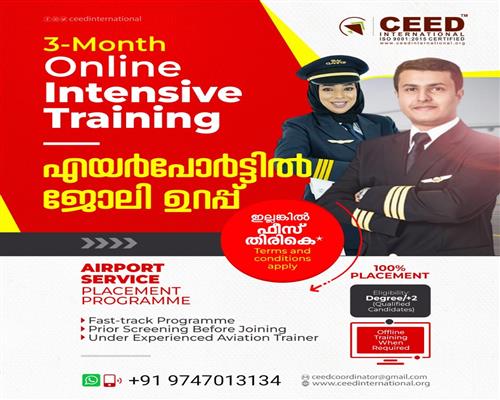 ceedinternational
CEED™
INTERNATIONAL
ISO 9001:2015 CERTIFIED
www.ceedinternational.org
3-Month
Online
Intensive
Training
എയർപോർട്ടിൽ
ജോലി ഉറപ്പ്
ഇല്ലങ്കിൽ
ഫീസ്
തിരികെ*
Terms and
conditions
apply
AIRPORT
SERVICE
PLACEMENT
PROGRAMME
Fast-track Programme
Prior Screening Before Joining
Under Experienced Aviation Trainer
100%
PLACEMENT
Eligibility:
Degree/+2
(Qualified
Candidates)
Offline
Training
When
Required
+91 9747013134
ceedcoordinator@gmail.com
www.ceedinternational.org